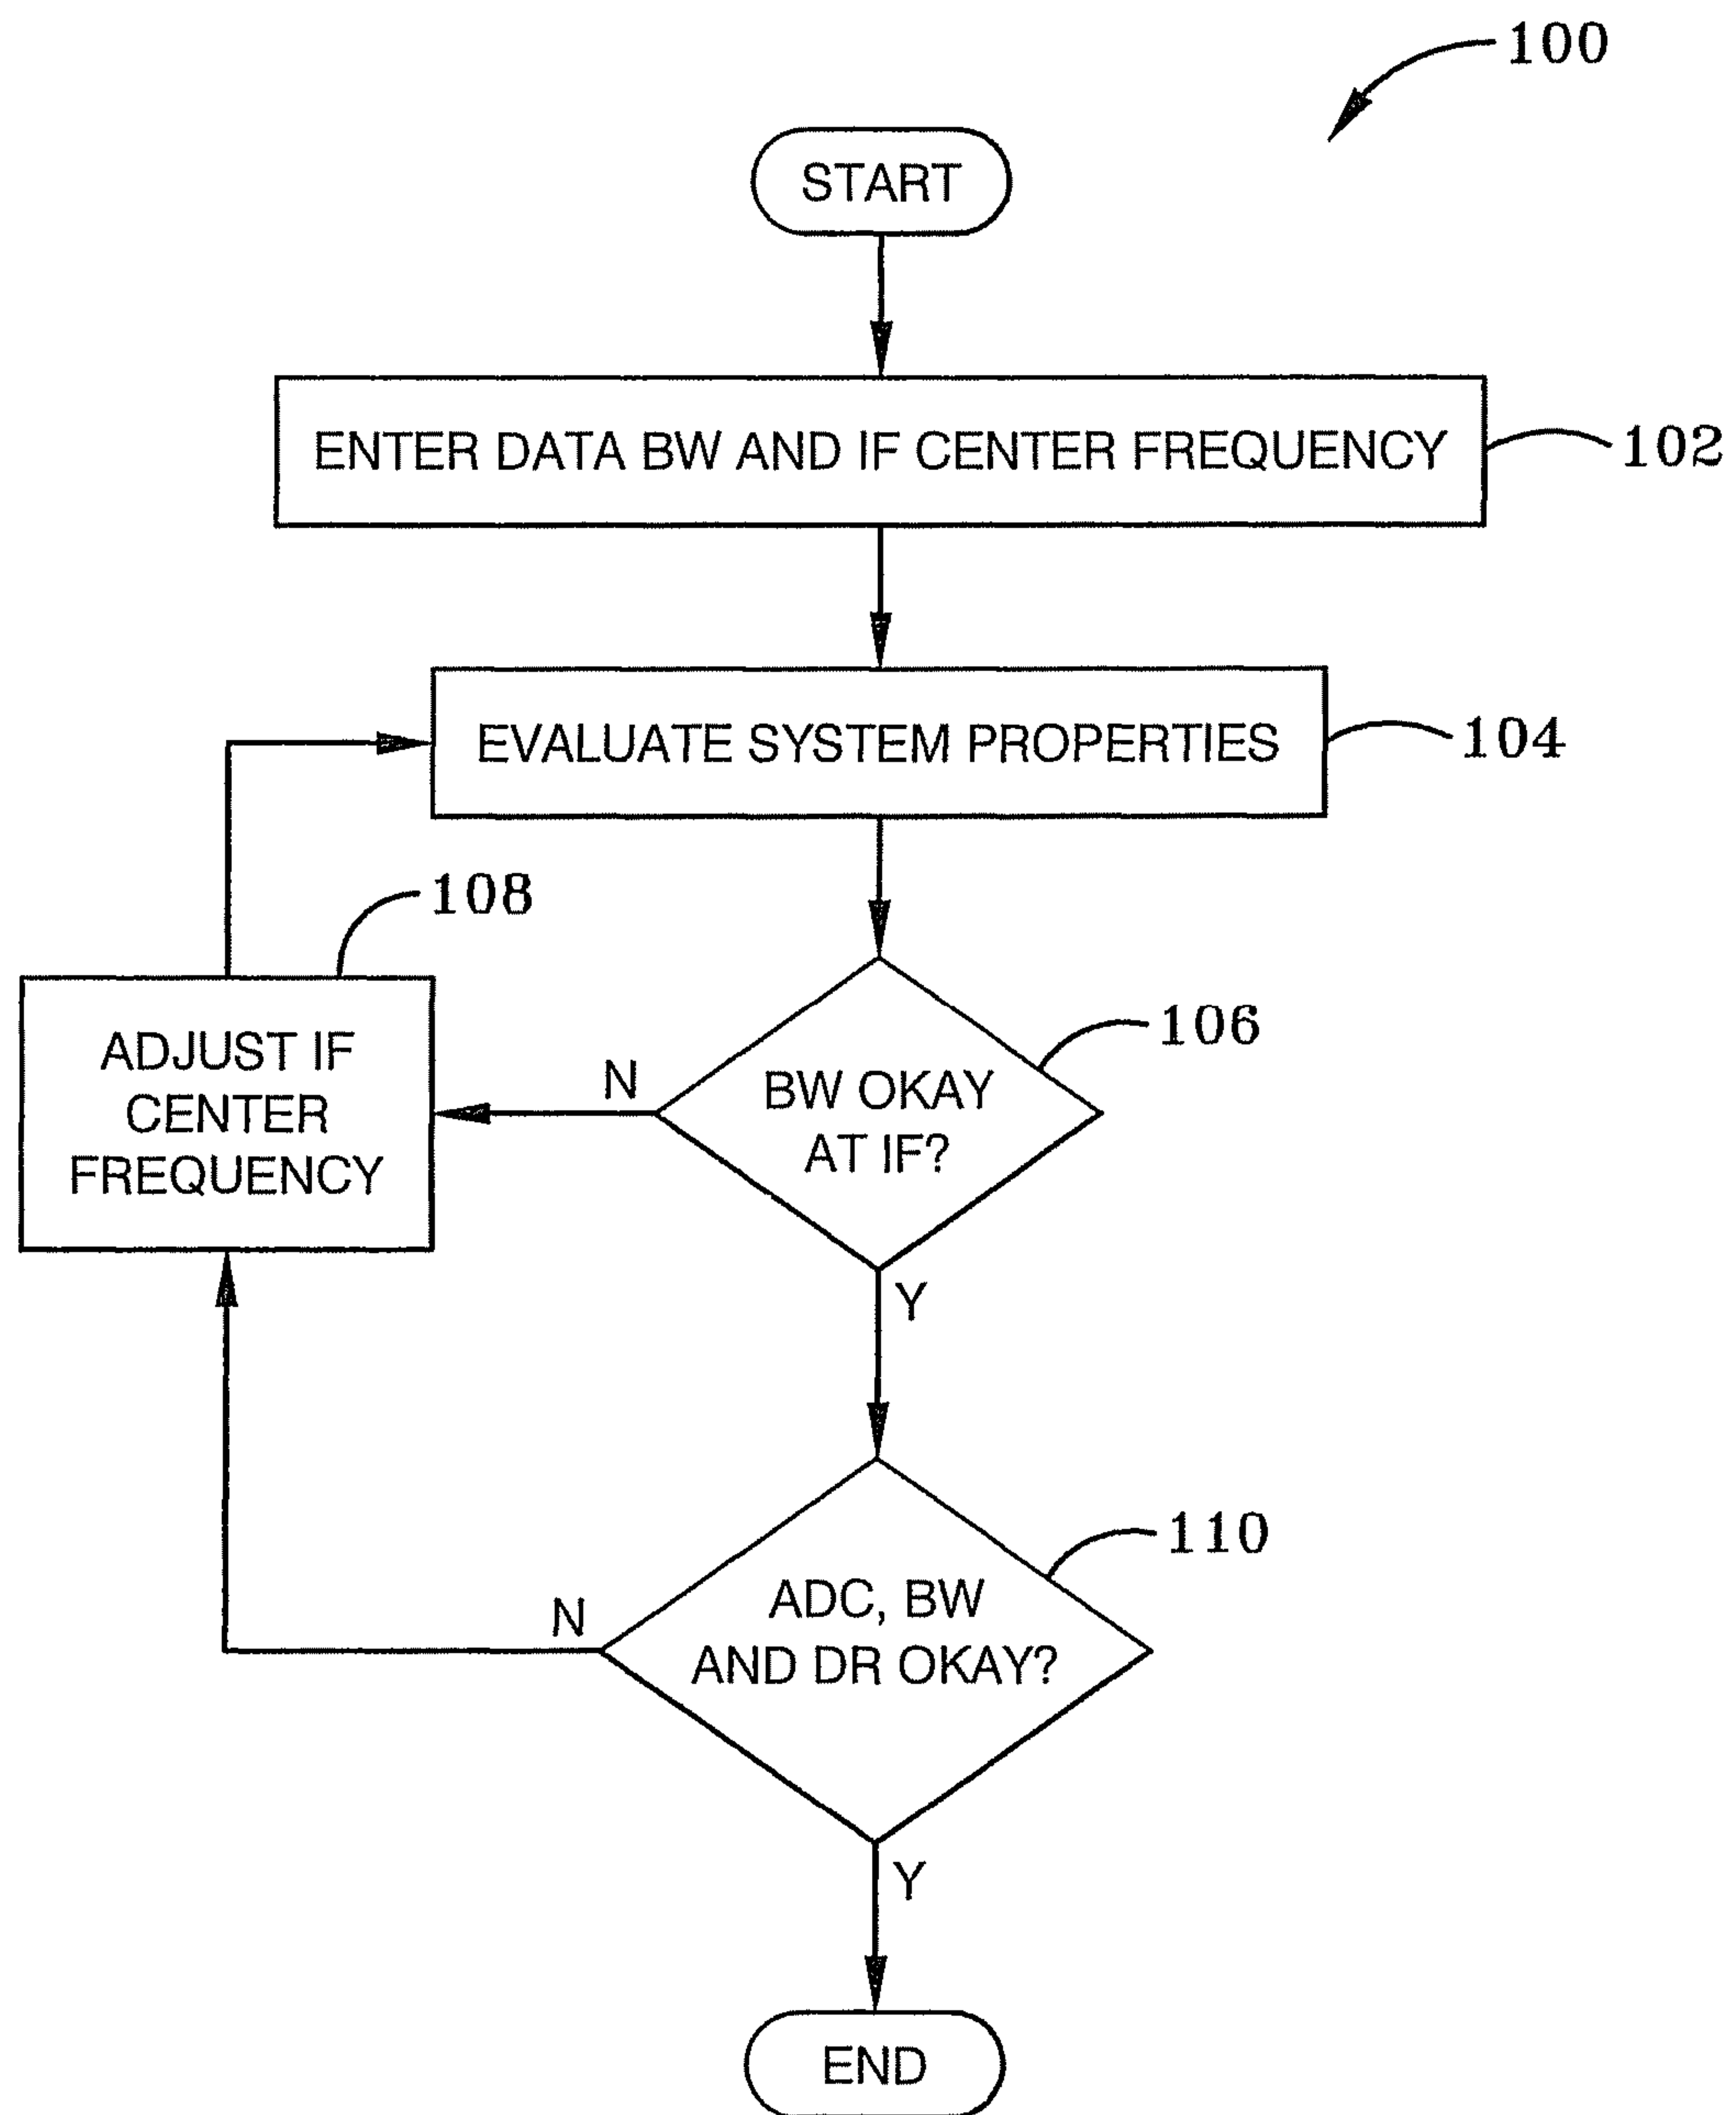 100
START
ENTER DATA BW AND IF CENTER FREQUENCY
102
EVALUATE SYSTEM PROPERTIES
104
108
ADJUST IF
CENTER
FREQUENCY
N
BW OKAY
AT IF?
106
Y
110
N
ADC, BW
AND DR OKAY?
Y
END